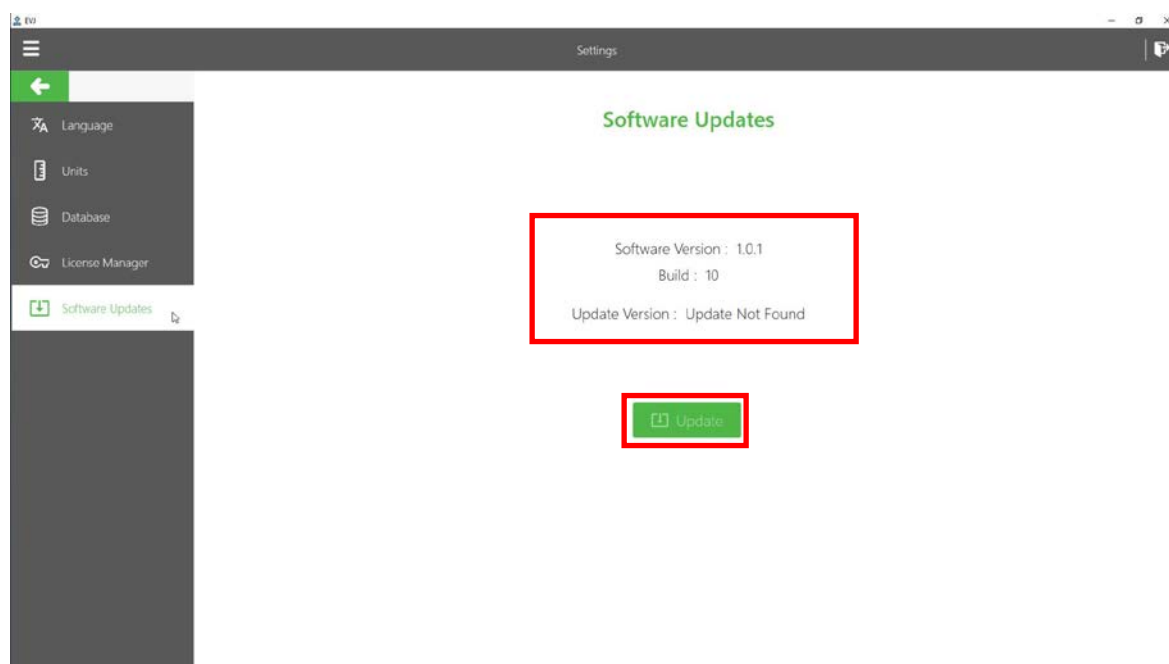 EVJ
Settings
Language
Units
Database
License Manager
Software Updates
Software Updates
Software Version : 1.0.1
Build : 10
Update Version : Update Not Found
Update